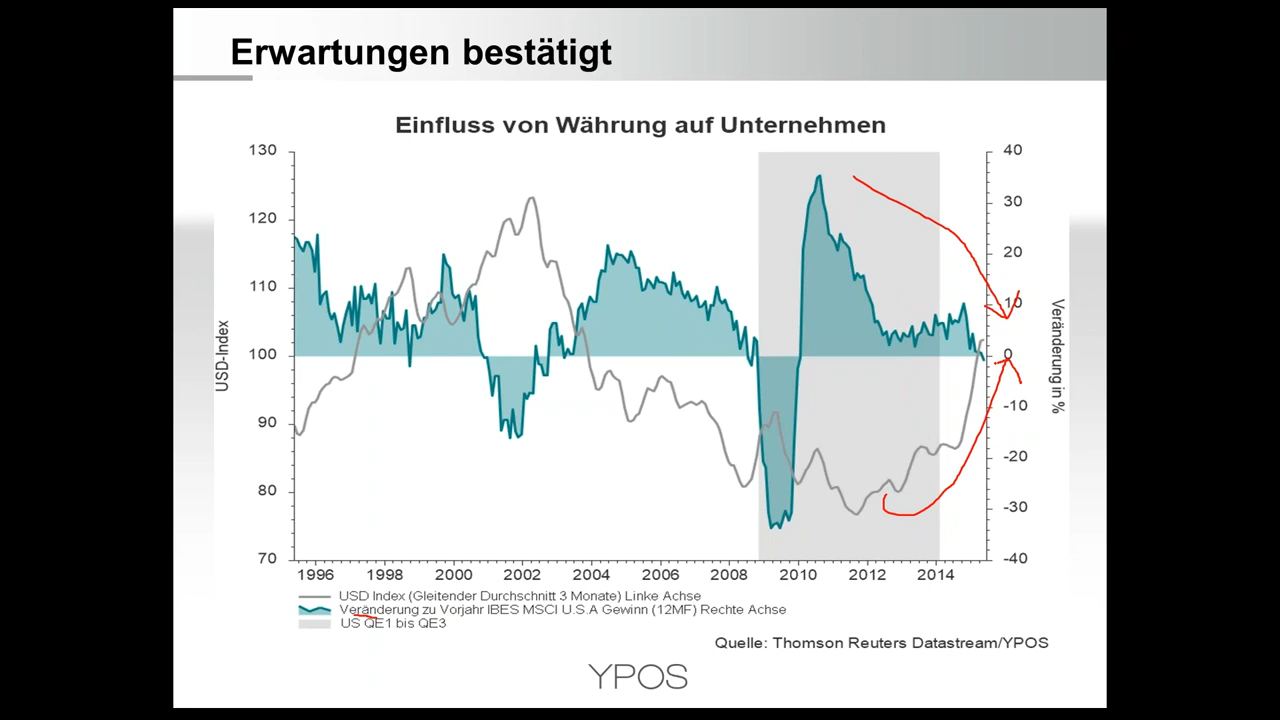 Erwartungen bestätigt
Einfluss von Währung auf Unternehmen
130
120
110
100
90
80
70
USD-Index
40
30
20
10
0
-10
-20
-30
-40
Veränderung in %
1996 1998 2000 2002 2004 2006 2008 2010 2012 2014
USD Index (Gleitender Durchschnitt 3 Monate) Linke Achse
Veränderung zu Vorjahr IBES MSCI U.S.A Gewinn (12MF) Rechte Achse
US QE1 bis QE3
Quelle: Thomson Reuters Datastream/YPOS
YPOS